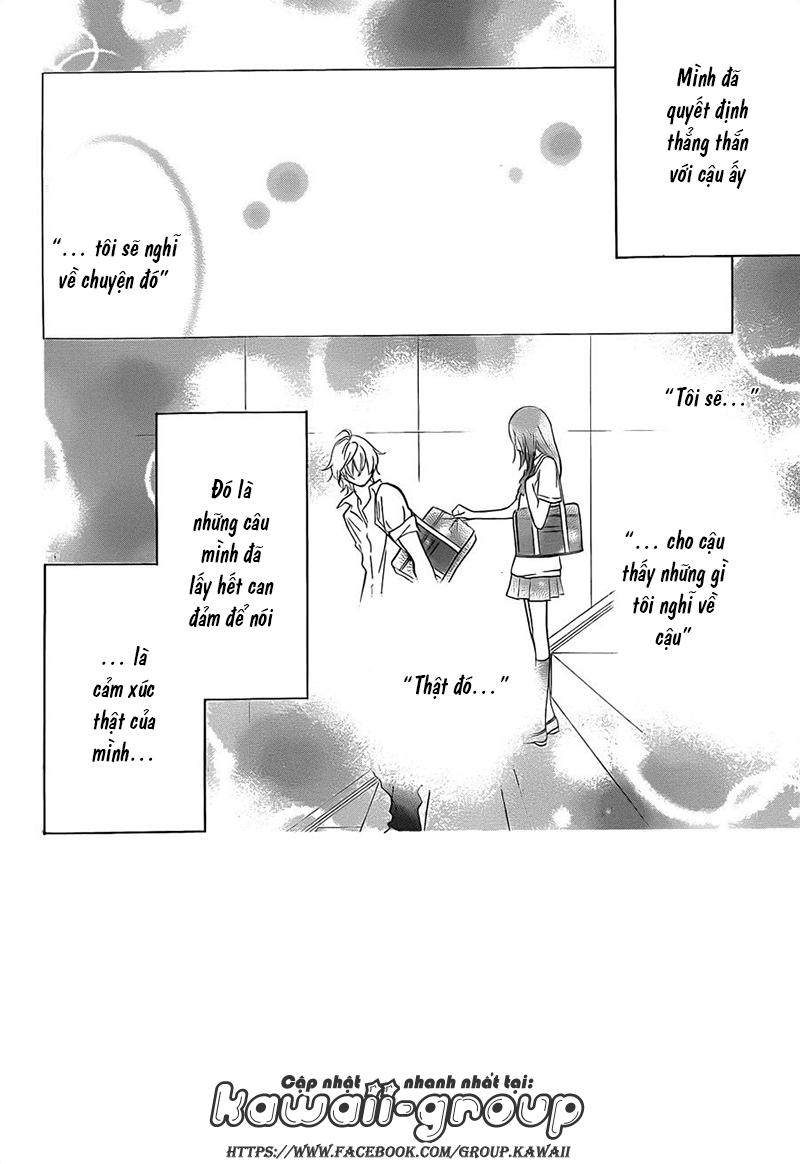 Mình đã
quyết định
thẳng thắn
với cậu ấy
“... tôi sẽ nghĩ
về chuyện đó”
“Tôi sẽ...”
“... cho cậu
thấy những gì
tôi nghĩ về
cậu”
“Thật đó...”
Đó là
những câu
mình đã
lấy hết can
đảm để nói
... là
cảm xúc
thật của
mình...
Cập nhật nhanh nhất tại:
kawaii-group
HTTPS://WWW.FACEBOOK.COM/GROUP.KAWAII